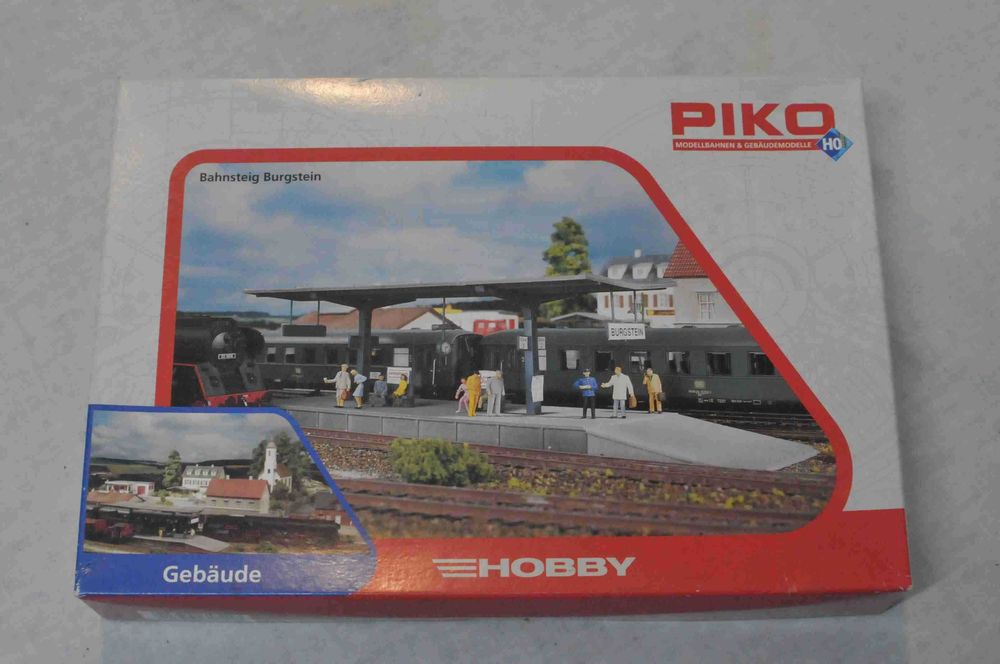 PIKO
MODELLBAHNEN & GEBÄUDEMODELLE
H0
Bahnsteig Burgstein
BURGSTEIN
Gebäude
HOBBY